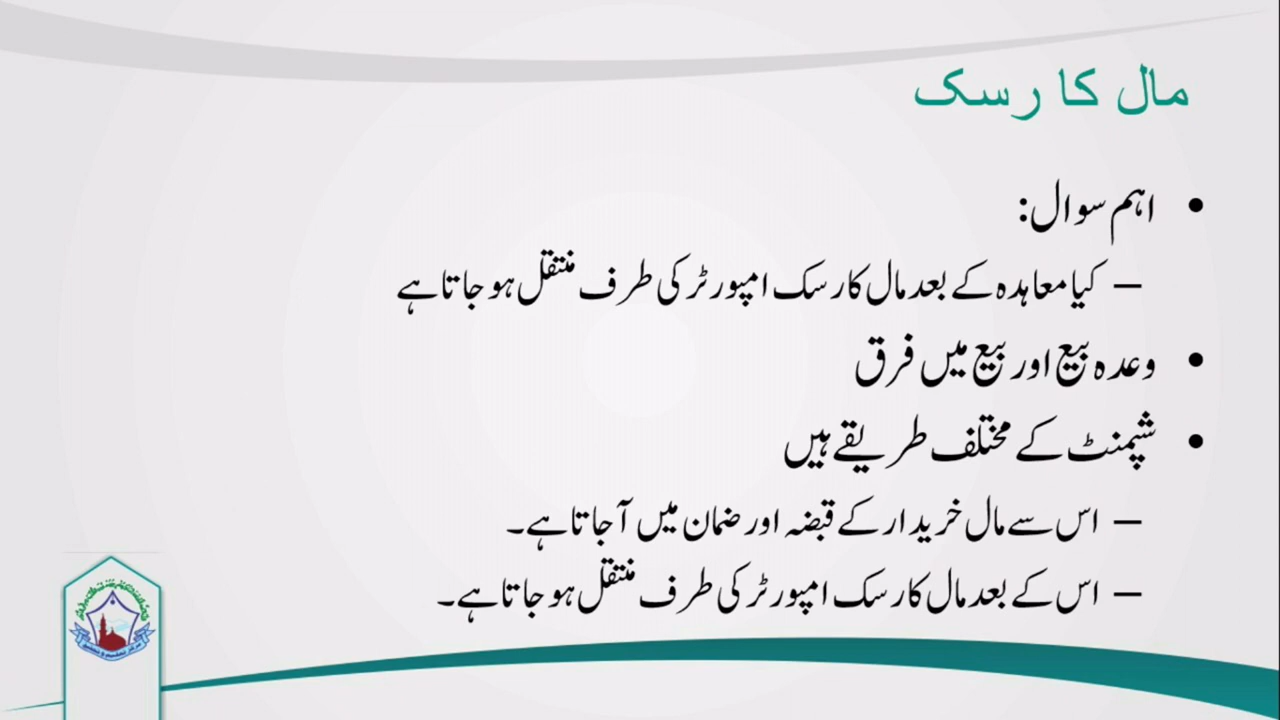 مال کا رسک
• اہم سوال:
– کیا معاہدہ کے بعد مال کا رسک امپورٹر کی طرف منتقل ہو جاتا ہے
• وعدہ بیع اور بیع میں فرق
• شپمنٹ کے مختلف طریقے ہیں
– اس سے مال خریدار کے قبضہ اور ضمان میں آجاتا ہے۔
– اس کے بعد مال کا رسک امپورٹر کی طرف منتقل ہو جاتا ہے۔